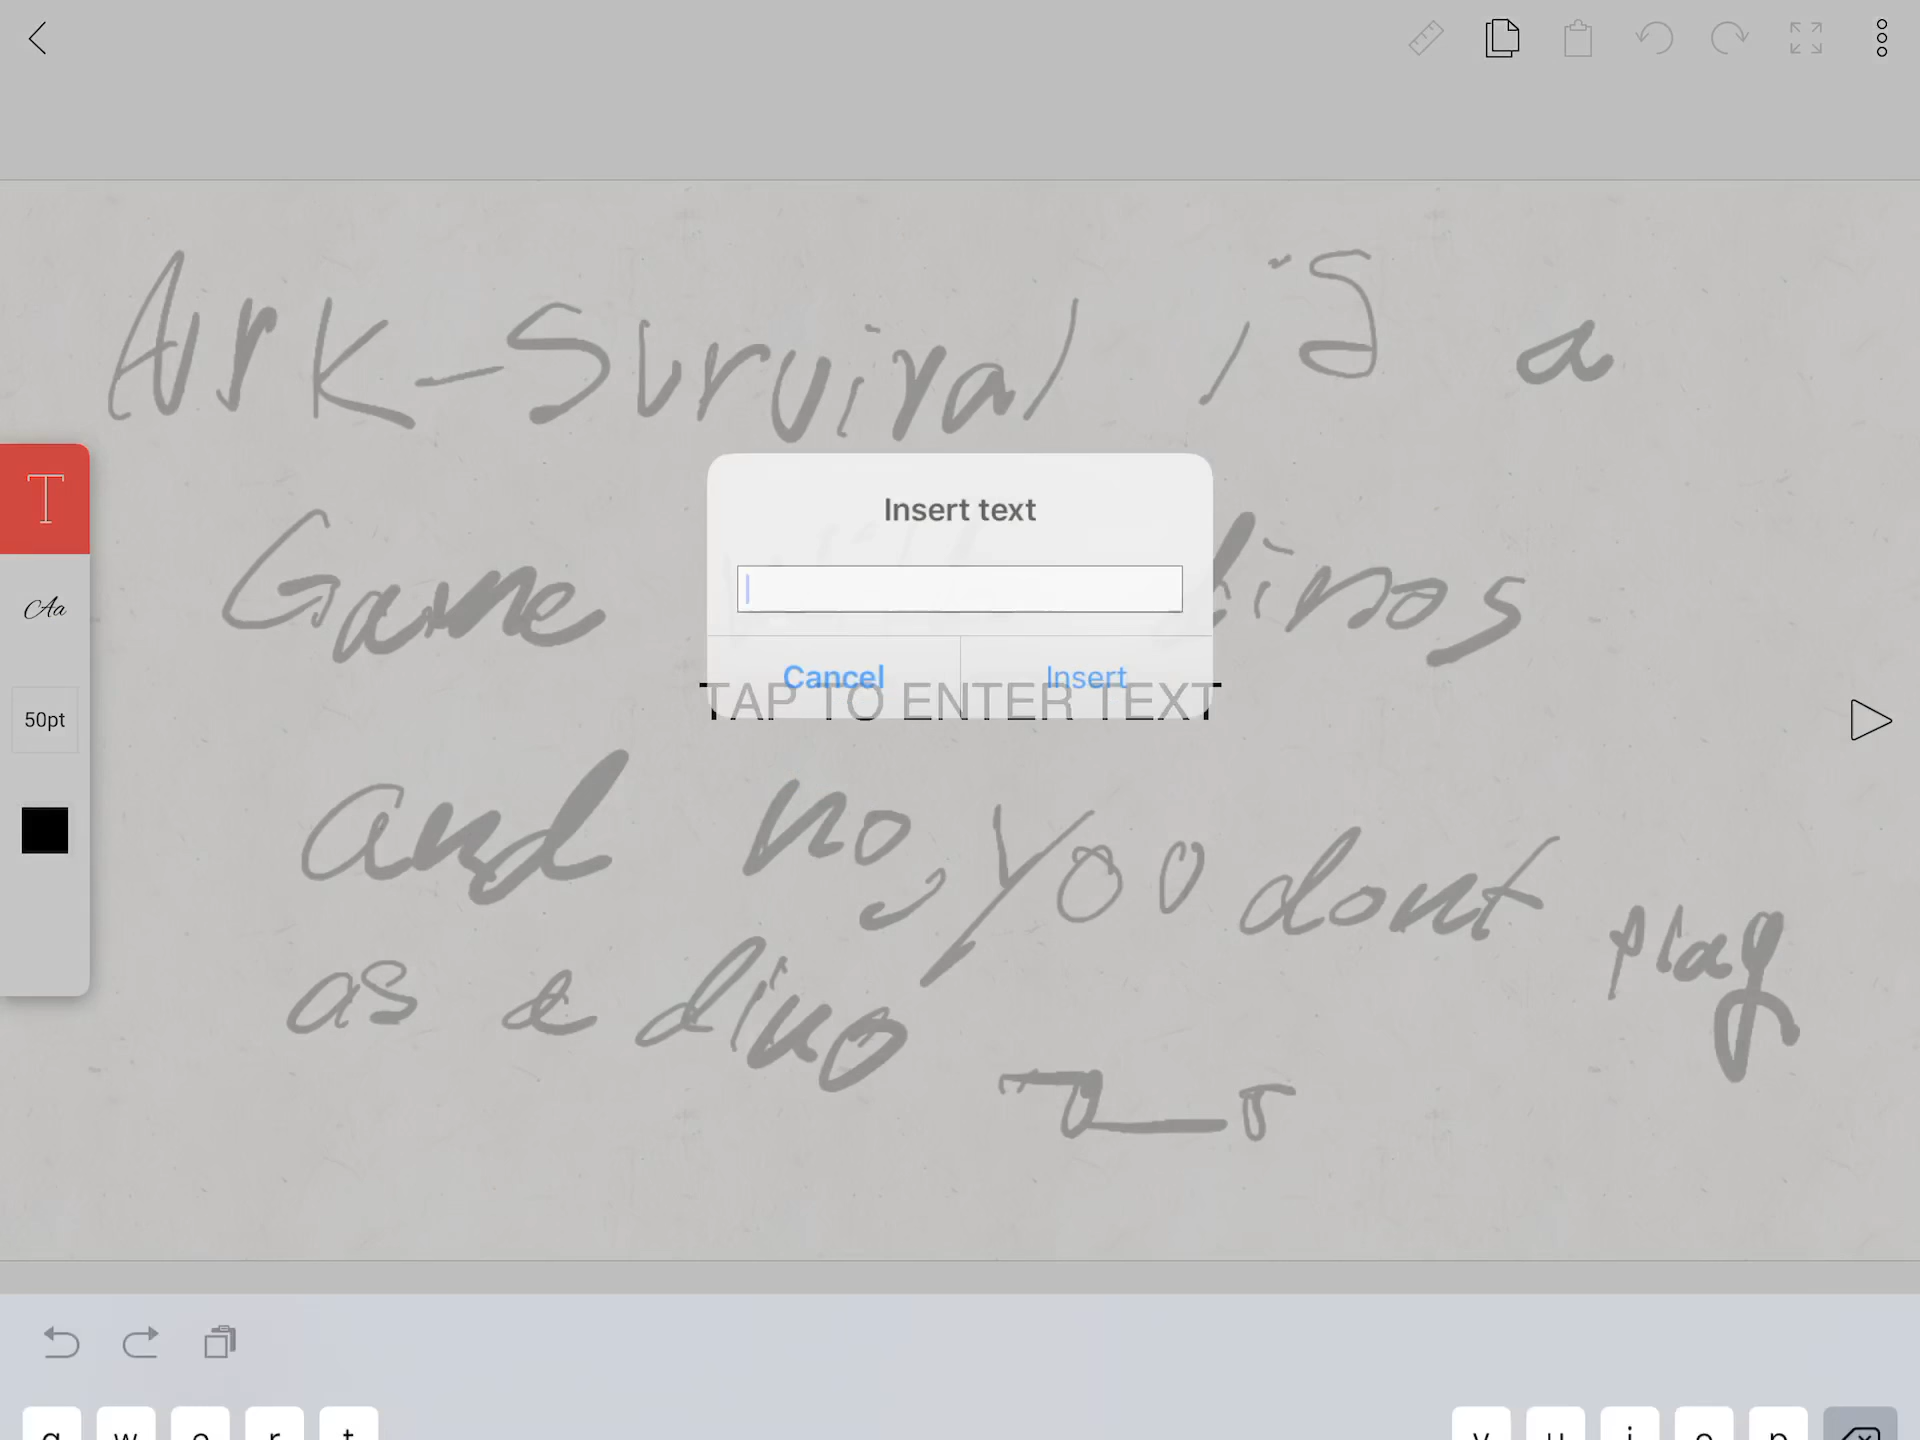 Ark-Survival is a
Insert text
Game dinos
Cancel Insert
TAP TO ENTER TEXT
Aa
50pt
and no, you dont play
as a dino
q w e r t y u i o p